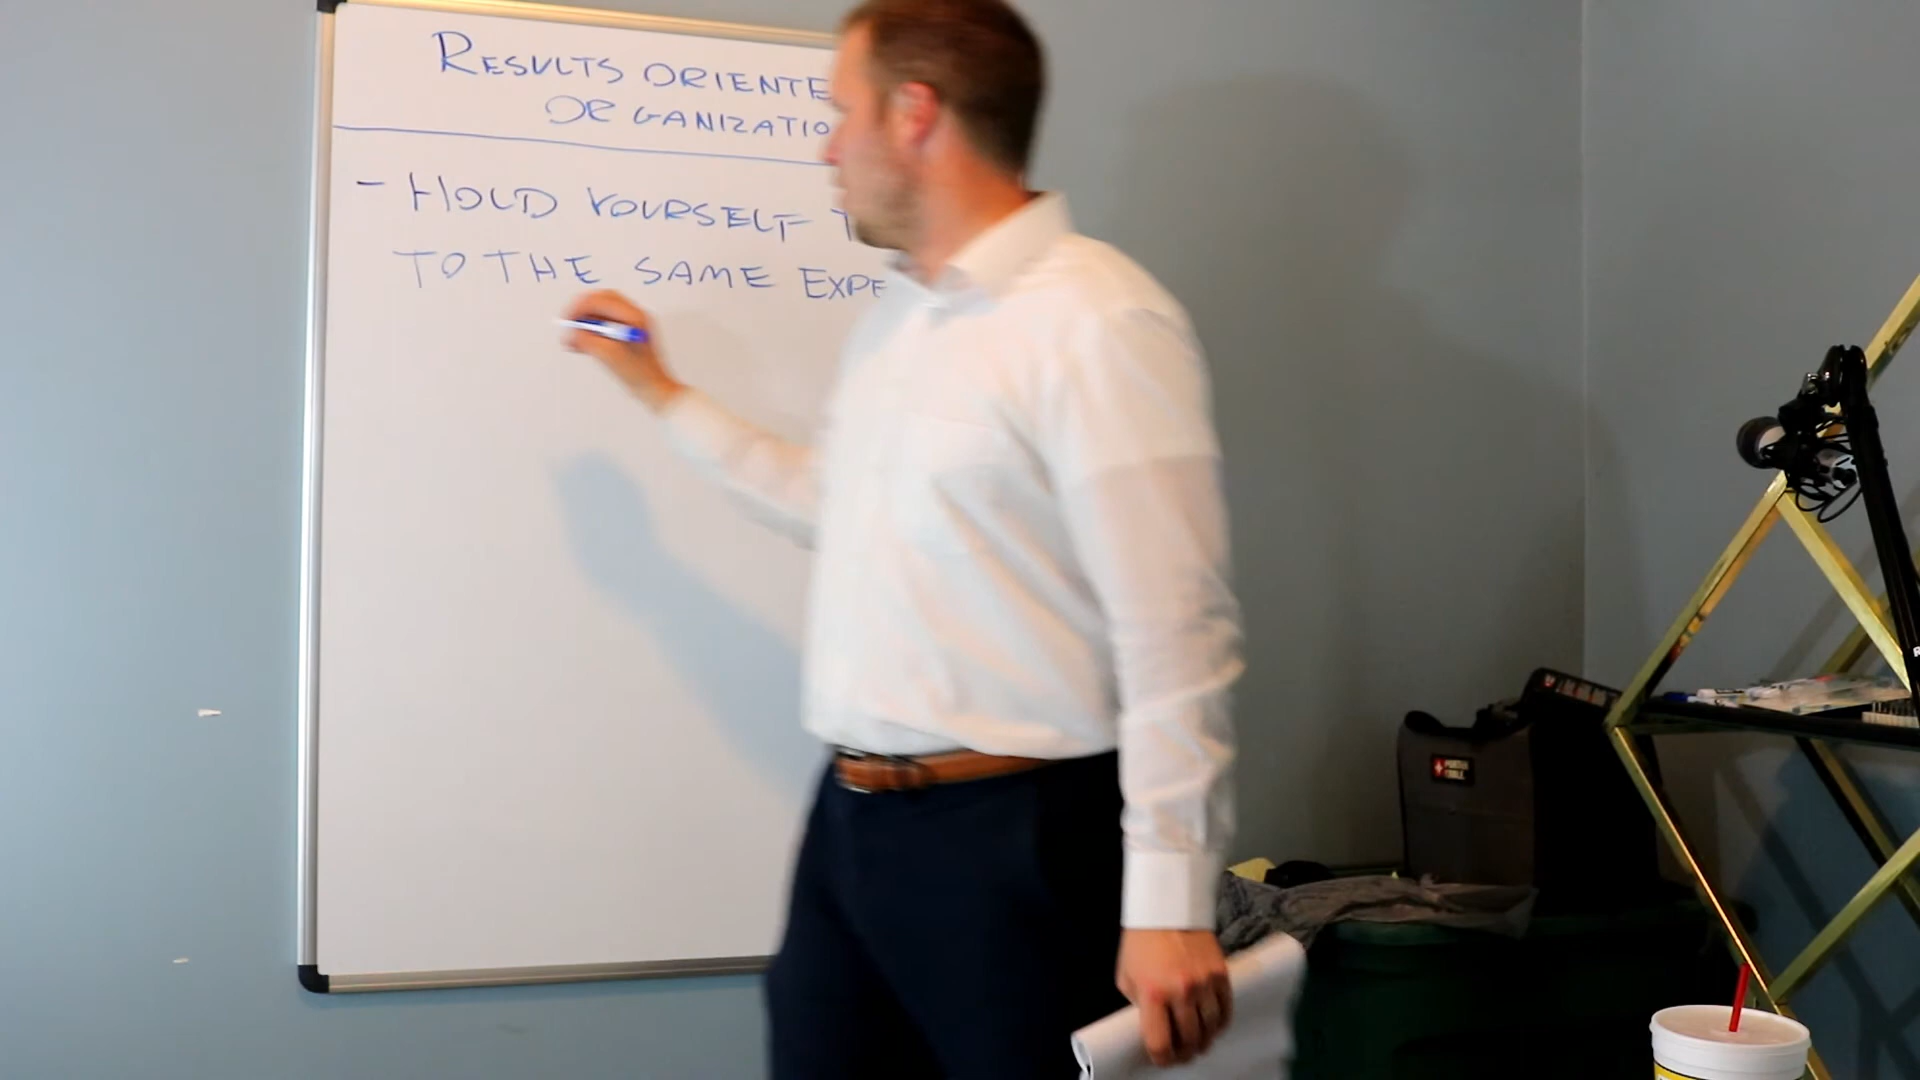 RESULTS ORIENTE
ORGANIZATIO
- HOLD YOURSELF T
TO THE SAME EXPE